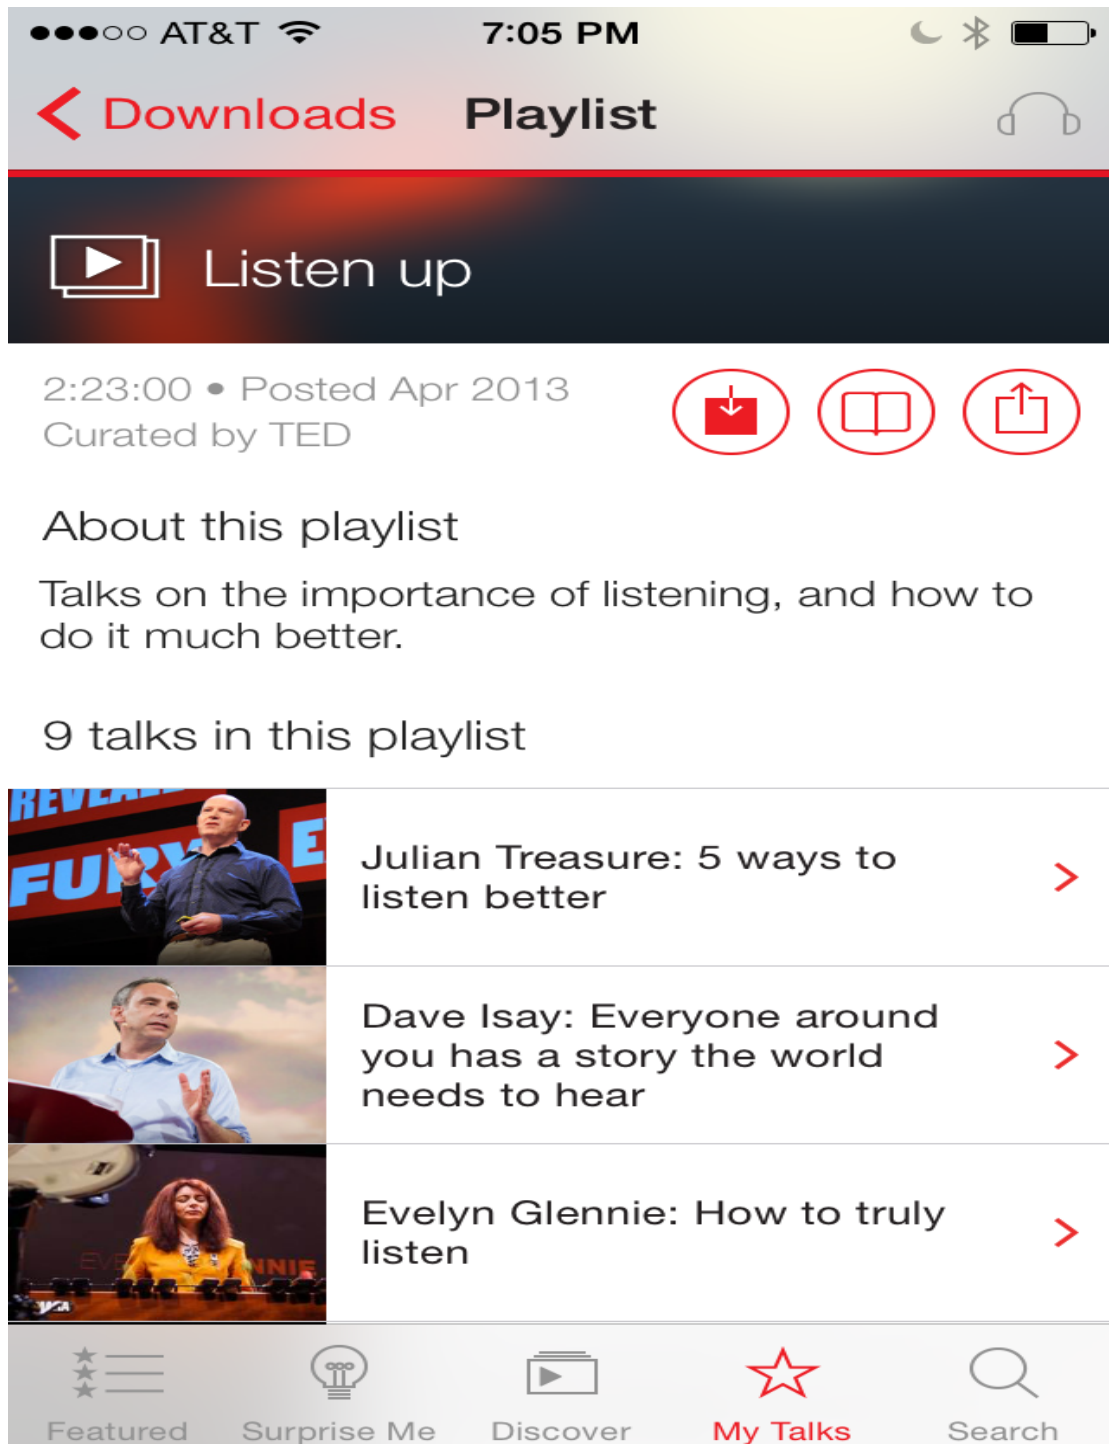 AT&T
7:05 PM
Downloads
Playlist
Listen up
2:23:00 • Posted Apr 2013
Curated by TED
About this playlist
Talks on the importance of listening, and how to
do it much better.
9 talks in this playlist
FURY
Julian Treasure: 5 ways to
listen better
Dave Isay: Everyone around
you has a story the world
needs to hear
Evelyn Glennie: How to truly
listen
Featured
Surprise Me
Discover
My Talks
Search